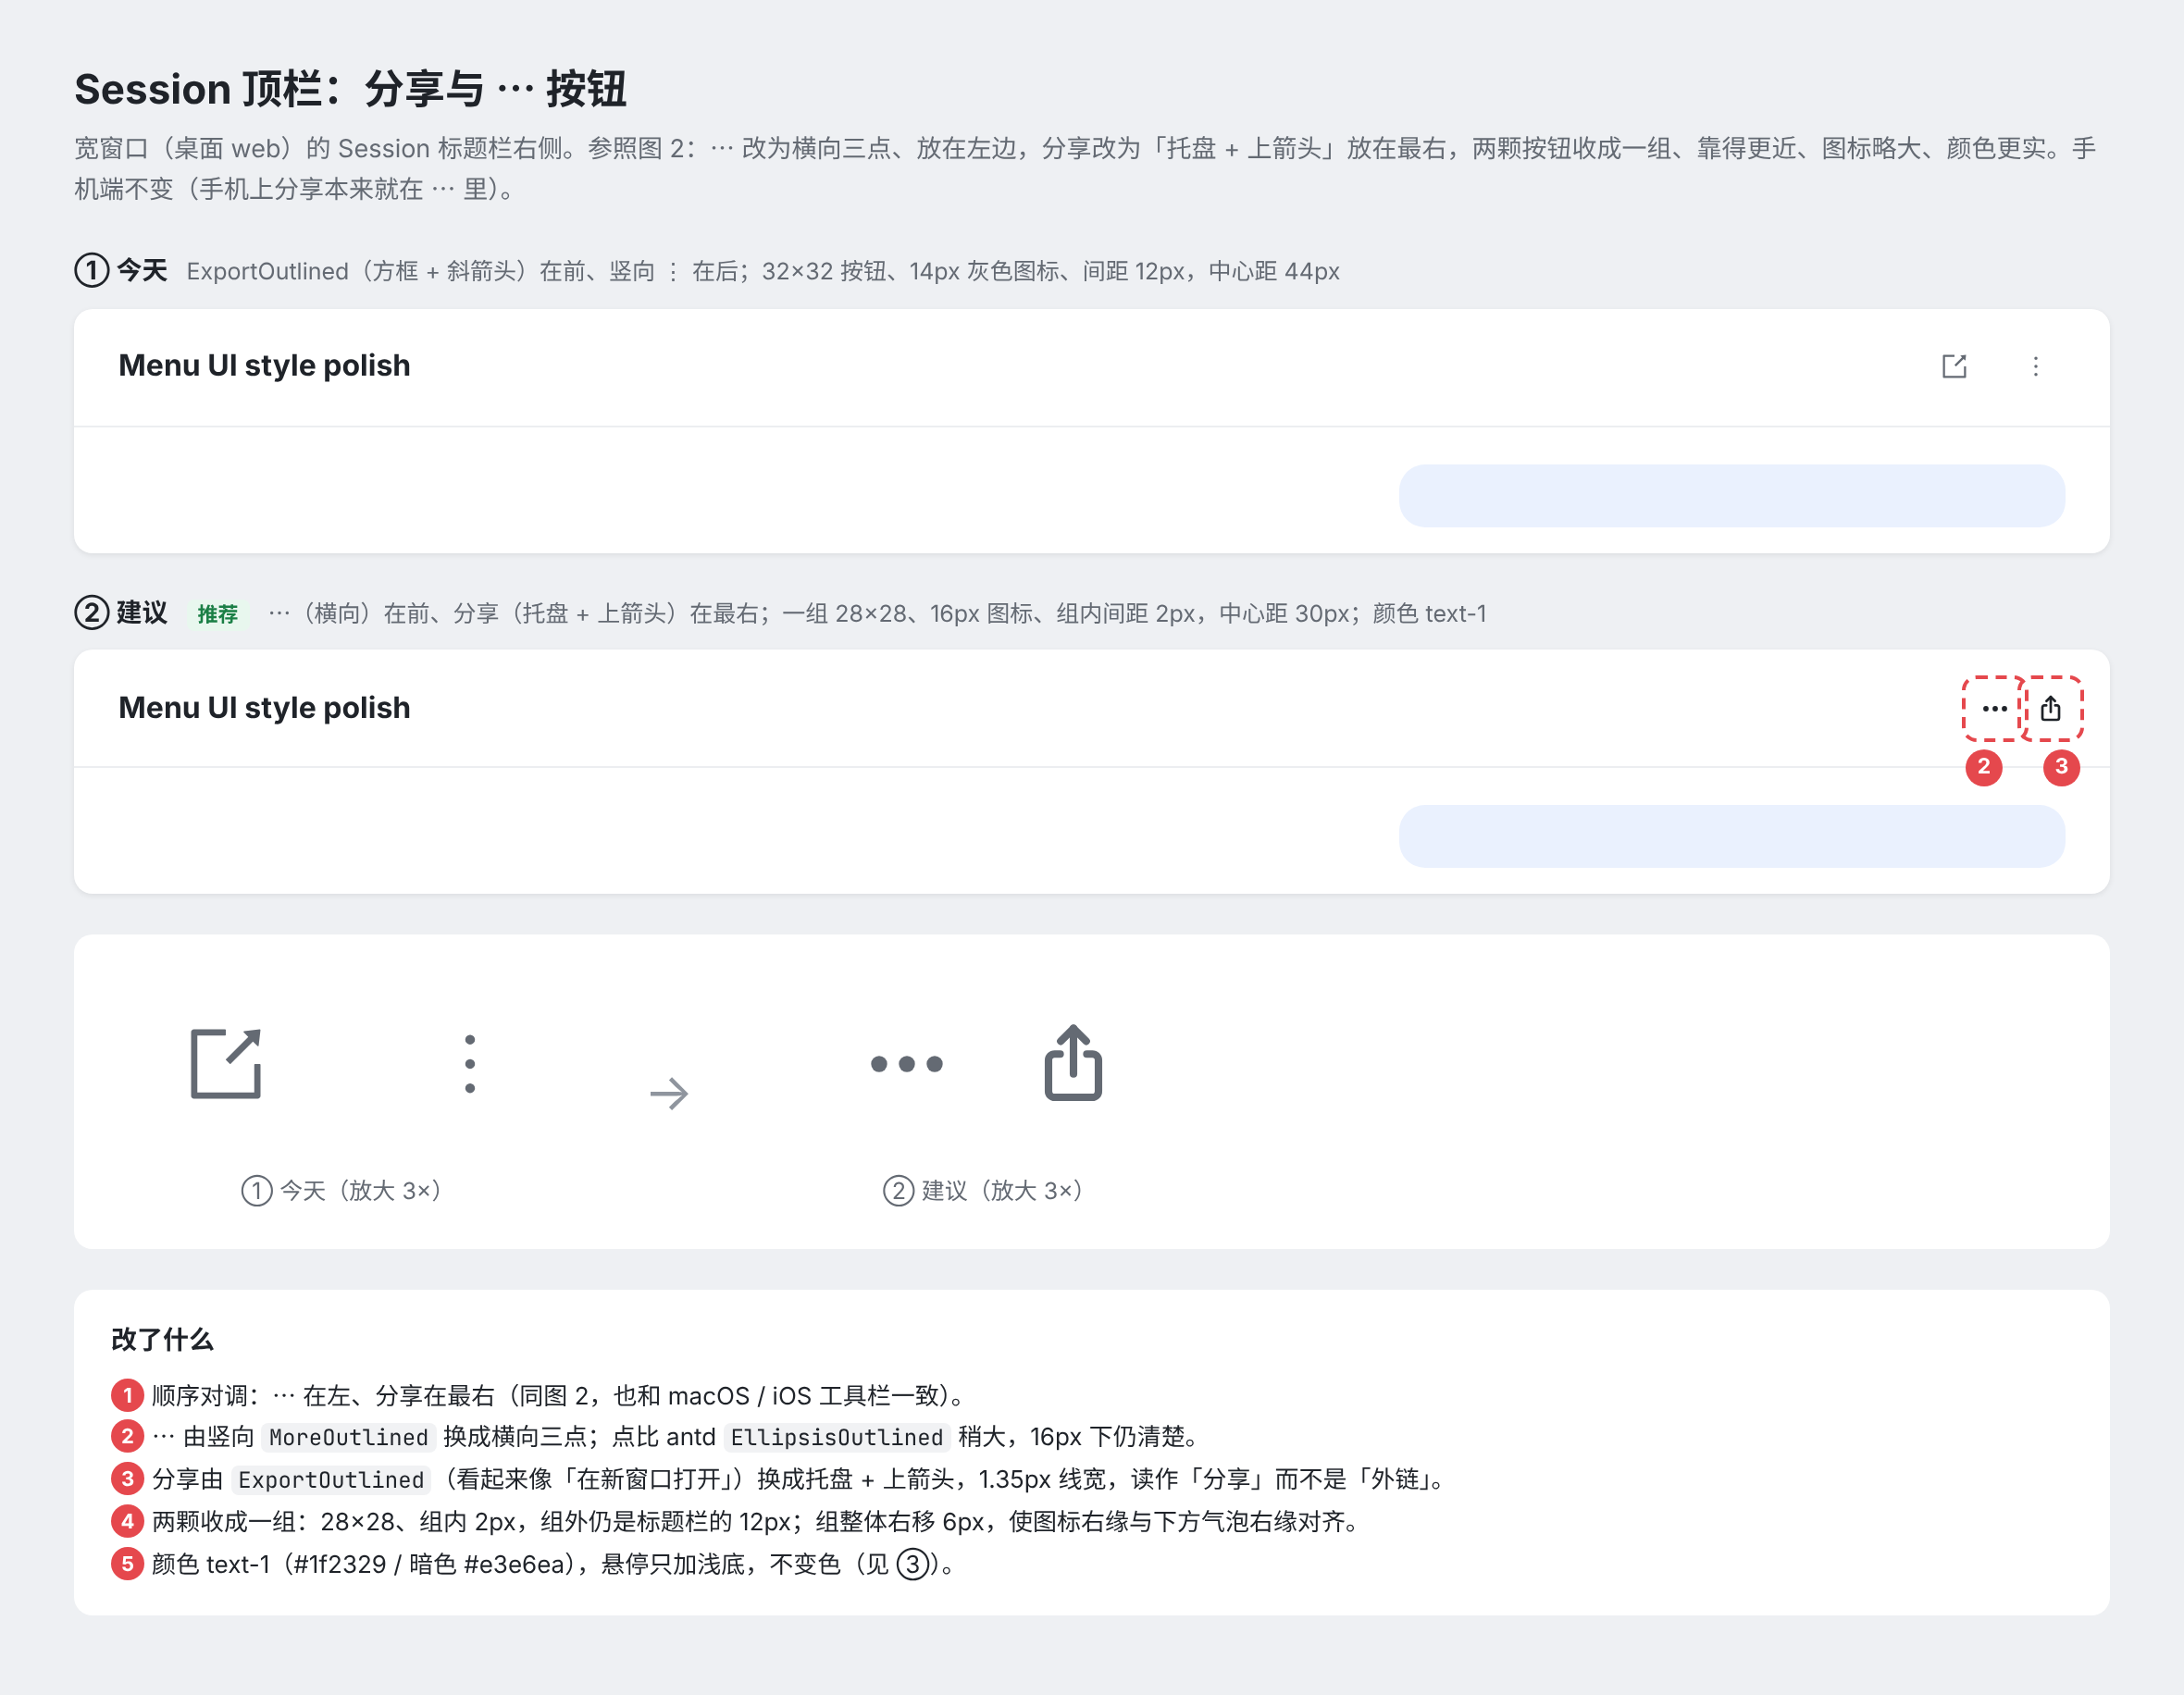 Session 顶栏：分享与 ··· 按钮
宽窗口（桌面 web）的 Session 标题栏右侧。参照图 2：··· 改为横向三点、放在左边，分享改为「托盘 + 上箭头」放在最右，两颗按钮收成一组、靠得更近、图标略大、颜色更实。手
机端不变（手机上分享本来就在 ··· 里）。
① 今天 ExportOutlined（方框 + 斜箭头）在前、竖向 ⋮ 在后；32×32 按钮、14px 灰色图标、间距 12px，中心距 44px
Menu UI style polish
② 建议 推荐 ···（横向）在前、分享（托盘 + 上箭头）在最右；一组 28×28、16px 图标、组内间距 2px，中心距 30px；颜色 text-1
Menu UI style polish
2 3
① 今天（放大 3×） ② 建议（放大 3×）
改了什么
1 顺序对调：··· 在左、分享在最右（同图 2，也和 macOS / iOS 工具栏一致）。
2 ··· 由竖向 MoreOutlined 换成横向三点；点比 antd EllipsisOutlined 稍大，16px 下仍清楚。
3 分享由 ExportOutlined（看起来像「在新窗口打开」）换成托盘 + 上箭头，1.35px 线宽，读作「分享」而不是「外链」。
4 两颗收成一组：28×28、组内 2px，组外仍是标题栏的 12px；组整体右移 6px，使图标右缘与下方气泡右缘对齐。
5 颜色 text-1（#1f2329 / 暗色 #e3e6ea），悬停只加浅底，不变色（见 ③）。